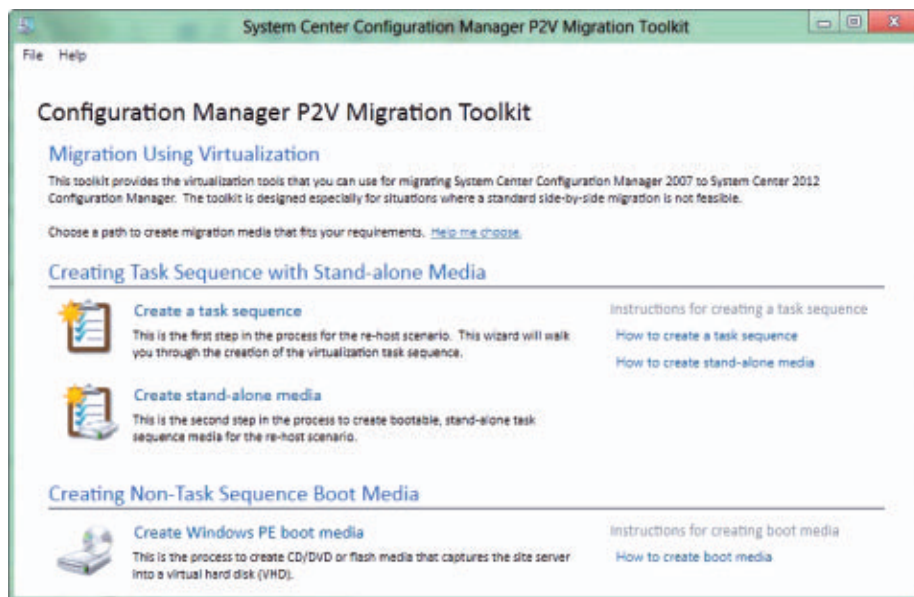 System Center Configuration Manager P2V Migration Toolkit
File Help
Configuration Manager P2V Migration Toolkit
Migration Using Virtualization
This toolkit provides the virtualization tools that you can use for migrating System Center Configuration Manager 2007 to System Center 2012
Configuration Manager. The toolkit is designed especially for situations where a standard side-by-side migration is not feasible.
Choose a path to create migration media that fits your requirements. Help me choose.
Creating Task Sequence with Stand-alone Media
Create a task sequence
This is the first step in the process for the re-host scenario. This wizard will walk
you through the creation of the virtualization task sequence.
Instructions for creating a task sequence
How to create a task sequence
How to create stand-alone media
Create stand-alone media
This is the second step in the process to create bootable, stand-alone task
sequence media for the re-host scenario.
Creating Non-Task Sequence Boot Media
Create Windows PE boot media
This is the process to create CD/DVD or flash media that captures the site server
into a virtual hard disk (VHD).
Instructions for creating boot media
How to create boot media